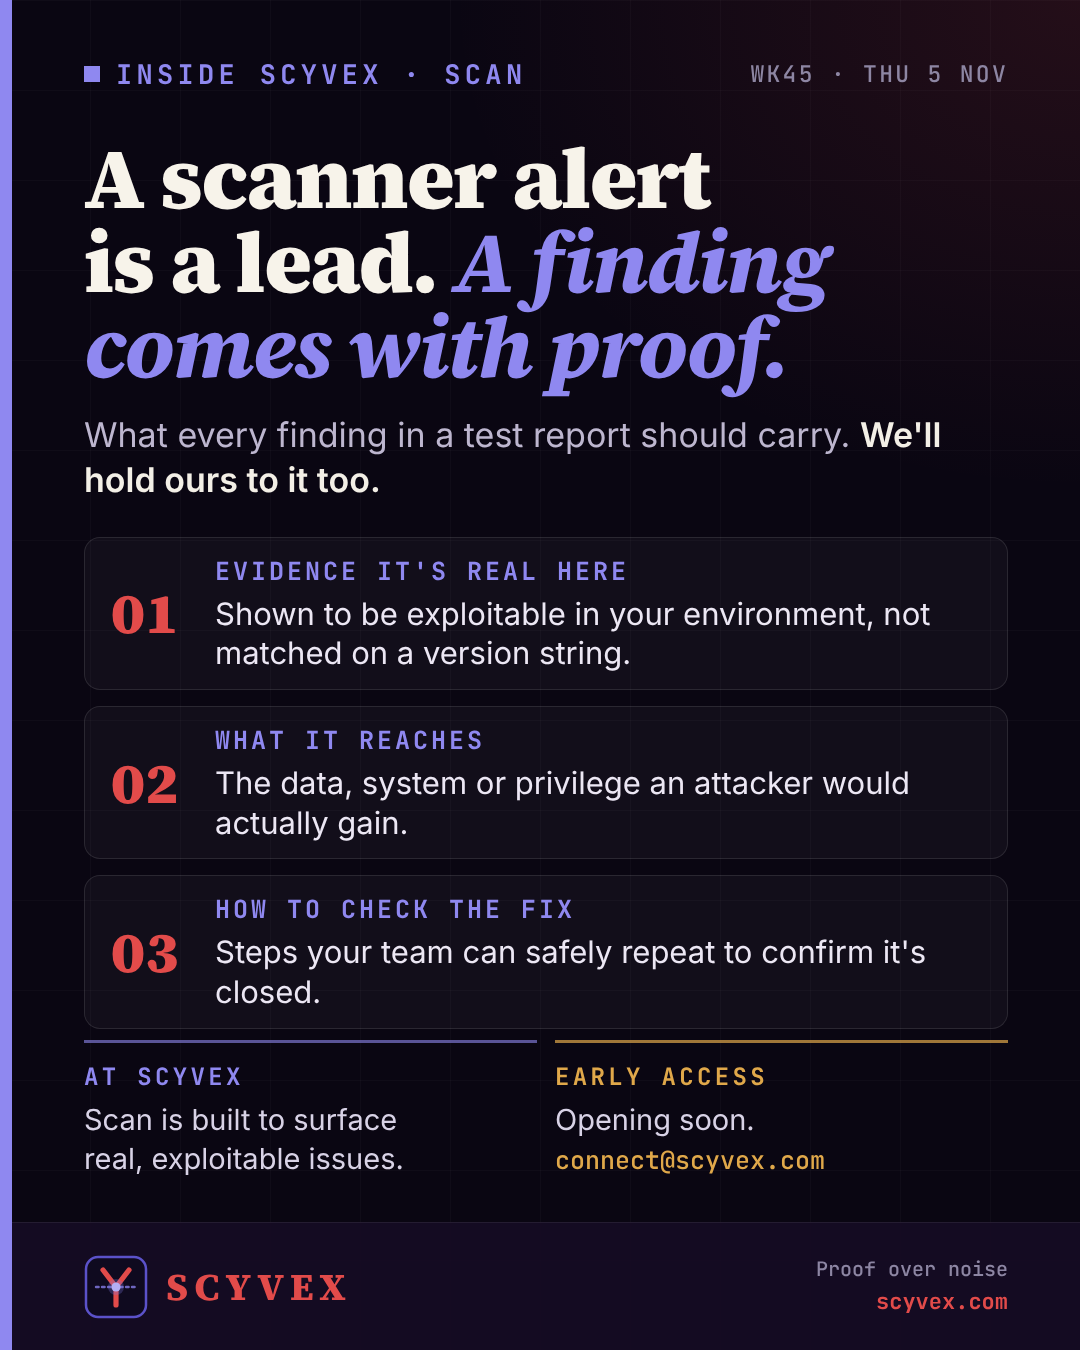 INSIDE SCYVEX · SCAN
WK45 · THU 5 NOV
A scanner alert
is a lead. A finding
comes with proof.
What every finding in a test report should carry. We'll
hold ours to it too.
01
EVIDENCE IT'S REAL HERE
Shown to be exploitable in your environment, not
matched on a version string.
02
WHAT IT REACHES
The data, system or privilege an attacker would
actually gain.
03
HOW TO CHECK THE FIX
Steps your team can safely repeat to confirm it's
closed.
AT SCYVEX
Scan is built to surface
real, exploitable issues.
EARLY ACCESS
Opening soon.
connect@scyvex.com
SCYVEX
Proof over noise
scyvex.com